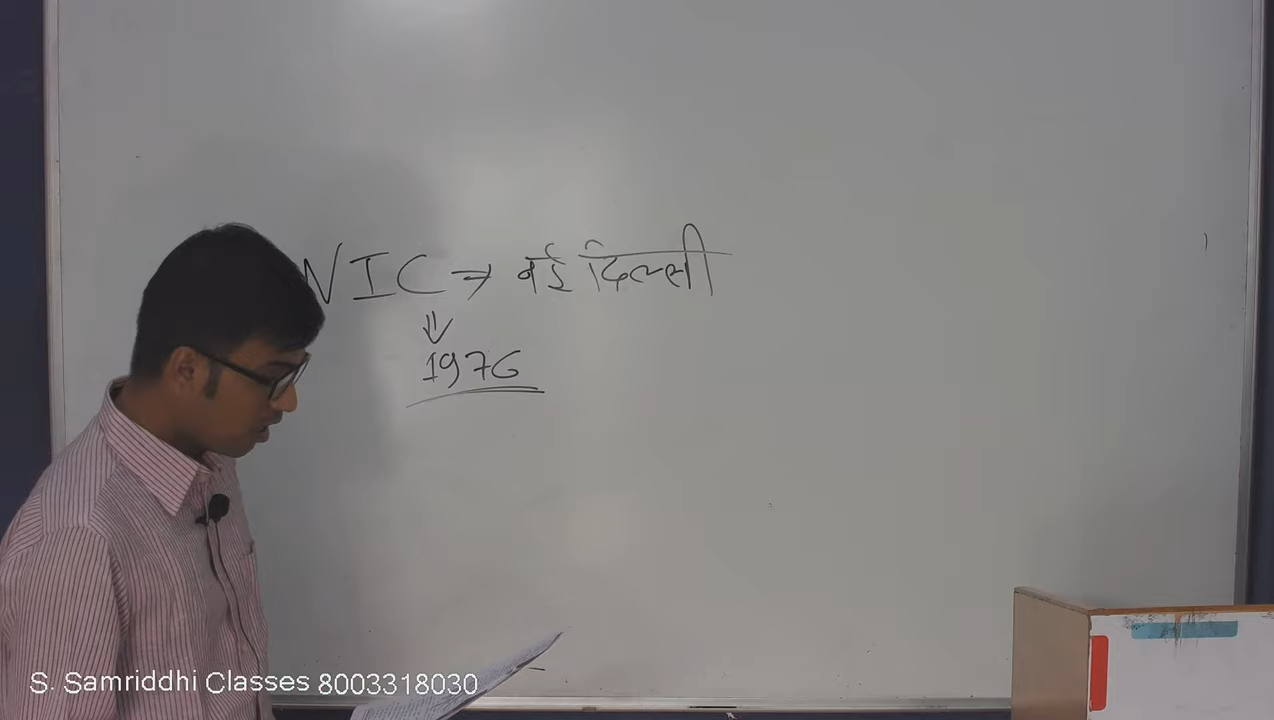 NIC ⇒ नई दिल्ली
⇓
1976
S. Samriddhi Classes 8003318030